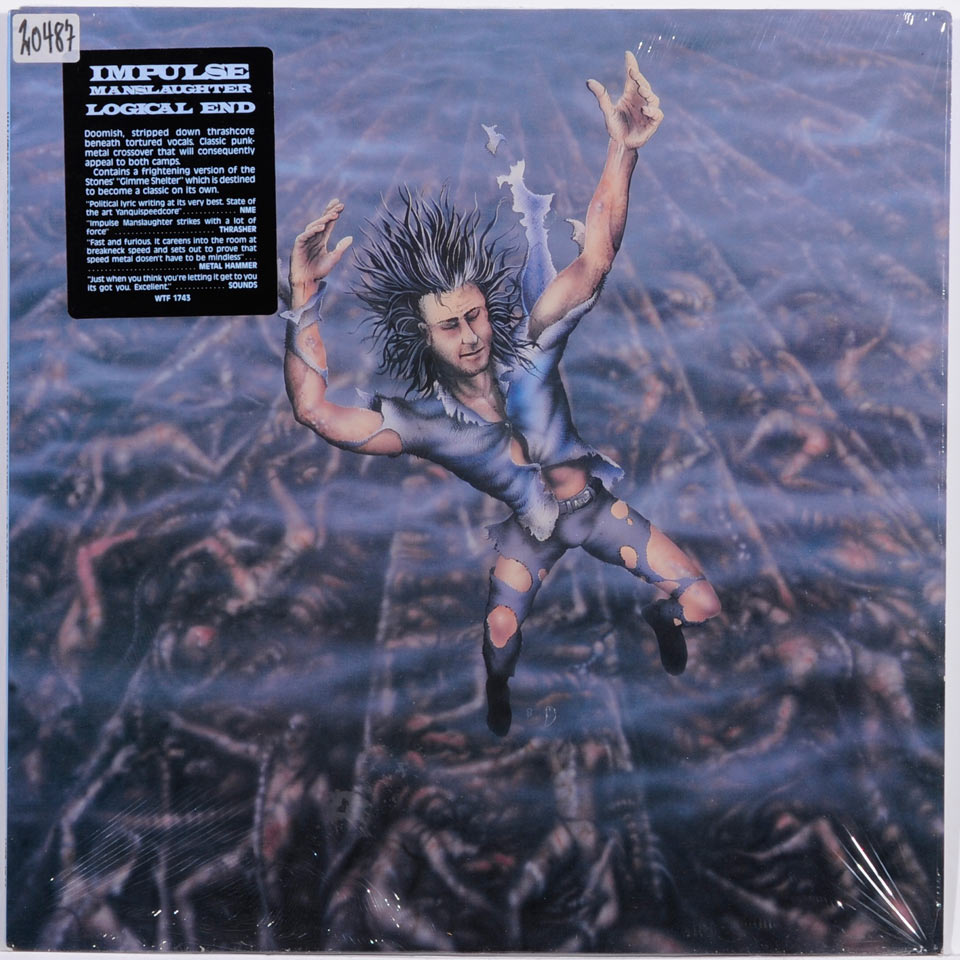 20487
IMPULSE
MANSLAUGHTER
LOGICAL END
Doomish, stripped down thrashcore
beneath tortured vocals. Classic punk-
metal crossover that will consequently
appeal to both camps.
Contains a frightening version of the
Stones' "Gimme Shelter" which is destined
to become a classic on its own.
"Political lyric writing at its very best. State of
the art Yanquispeedcore" . . . . . . . . . . . . NME
"Impulse Manslaughter strikes with a lot of
force" . . . . . . . . . . . . . . . . . . . . . . THRASHER
"Fast and furious. It careens into the room at
breakneck speed and sets out to prove that
speed metal dosen't have to be mindless" . . .
. . . . . . . . . . . . . . . . . . . . . . METAL HAMMER
"Just when you think you're letting it get to you
its got you. Excellent." . . . . . . . . . . . . SOUNDS
WTF 1743